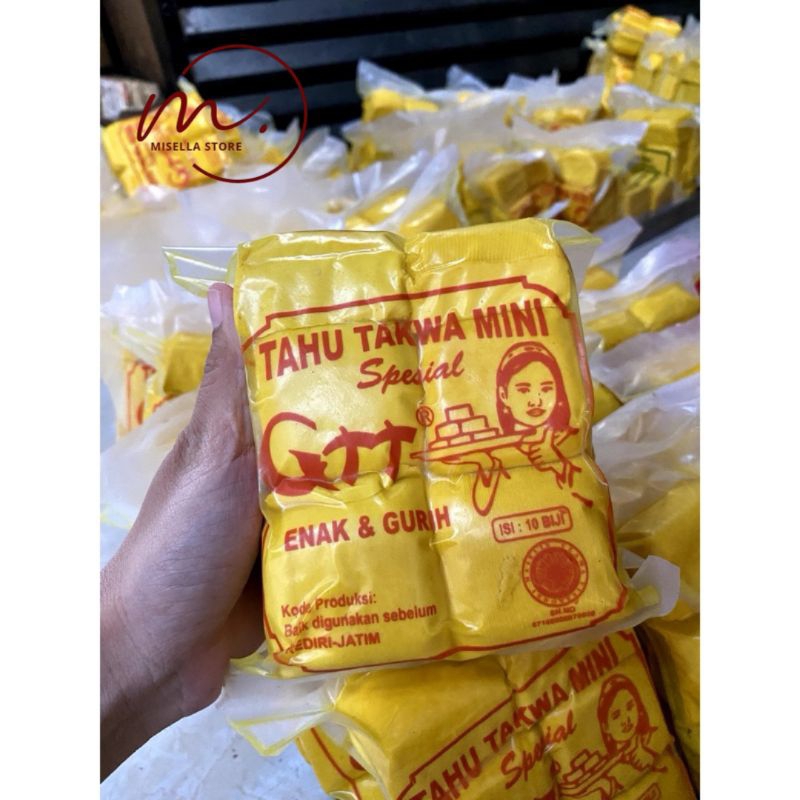 m.
MISELLA STORE
TAHU TAKWA MINI
Spesial
GTT®
ENAK & GURIH
ISI : 10 BIJI
Kode Produksi:
Baik digunakan sebelum
KEDIRI-JATIM
TAHU TAKWA MINI
Spesial